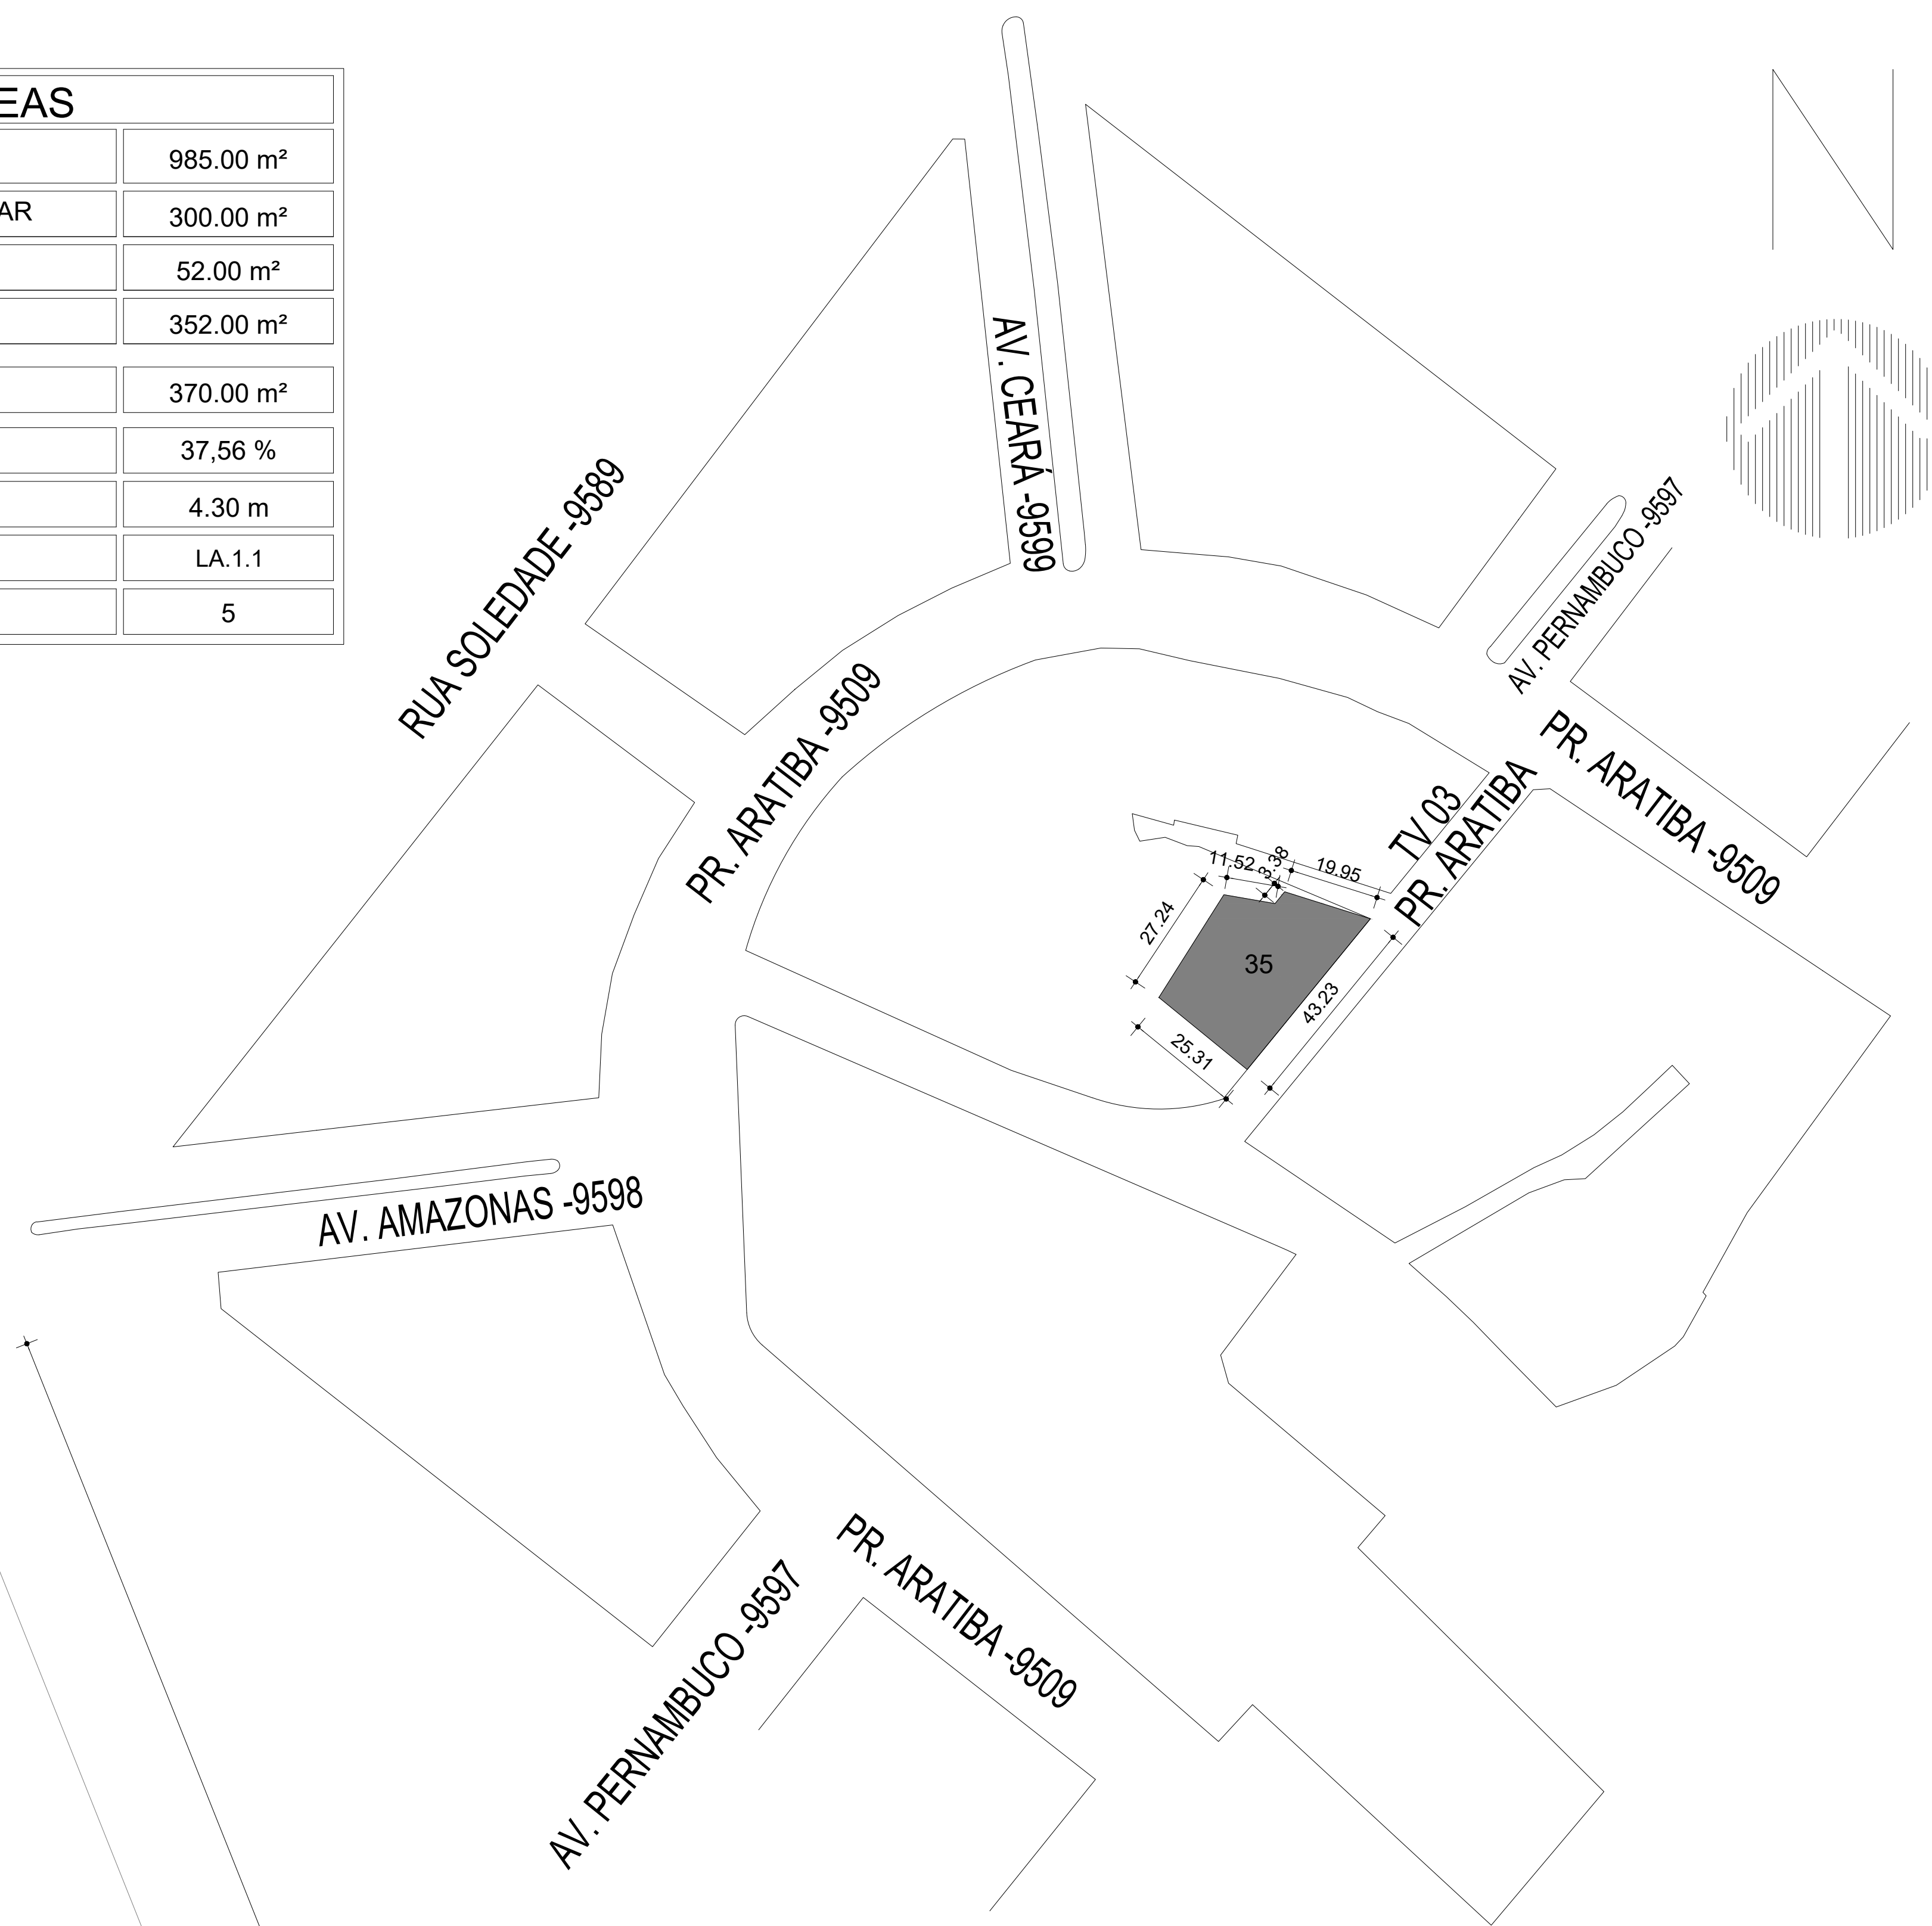 EAS
985.00 m²
AR
300.00 m²
52.00 m²
352.00 m²
370.00 m²
37,56 %
4.30 m
LA.1.1
5
N
AV. CEARÁ -9599
RUA SOLEDADE -9589
AV. PERNAMBUCO -9597
PR. ARATIBA -9509
PR. ARATIBA -9509
TV 03
PR. ARATIBA
11.52
3.38
19.95
27.24
35
43.23
25.31
AV. AMAZONAS -9598
PR. ARATIBA -9509
AV. PERNAMBUCO -9597